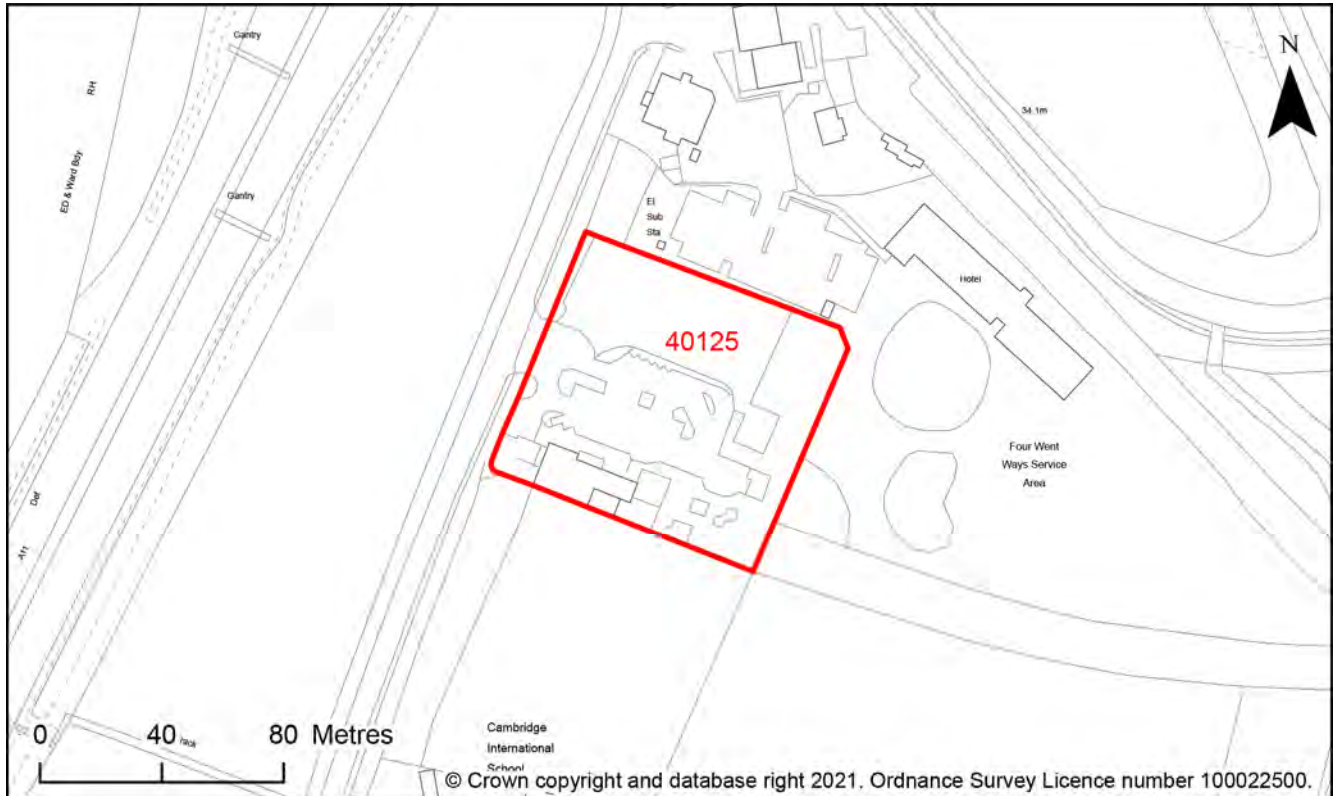 Gantry
N
RH
34.1m
ED & Ward Bdy
Gantry
El
Sub
Sta
Hotel
40125
Four Went
Ways Service
Area
Def
A11
Cambridge
International
School
0 40 80 Metres
rack
© Crown copyright and database right 2021. Ordnance Survey Licence number 100022500.